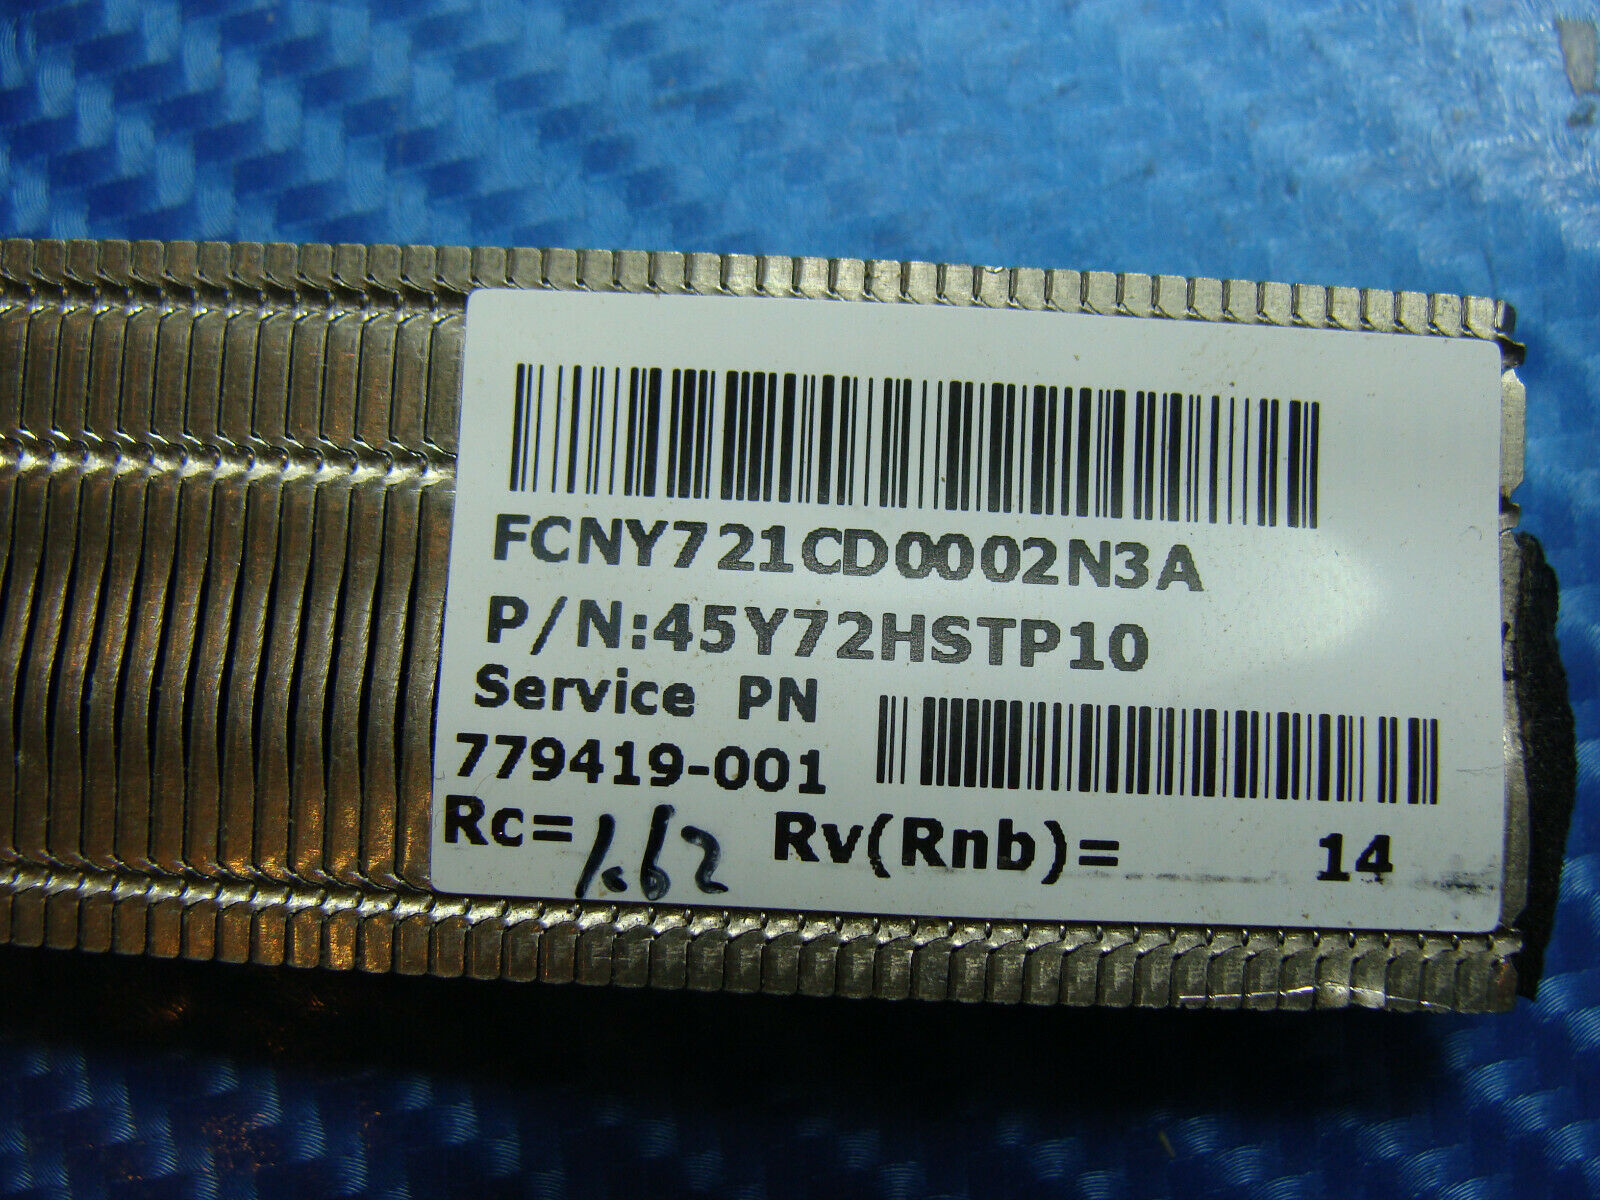 FCNY721CD0002N3A
P/N:45Y72HSTP10
Service PN
779419-001
Rc=1.62 Rv(Rnb)= 14